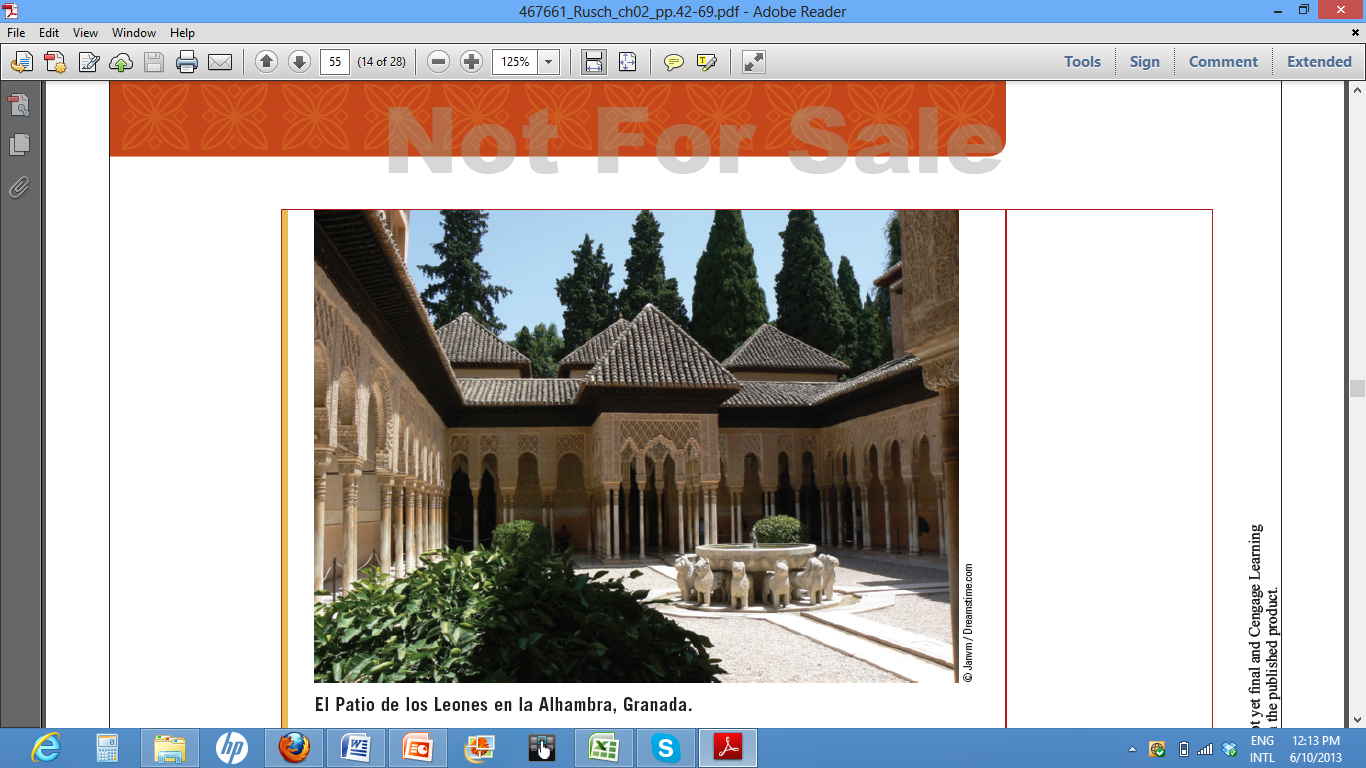 467661_Rusch_ch02_pp.42-69.pdf - Adobe Reader
File Edit View Window Help
55 (14 of 28) 125% Tools Sign Comment Extended
Not For Sale
© Janvm / Dreamstime.com
El Patio de los Leones en la Alhambra, Granada.
yet final and Cengage Learning
the published product.
ENG 12:13 PM
INTL 6/10/2013